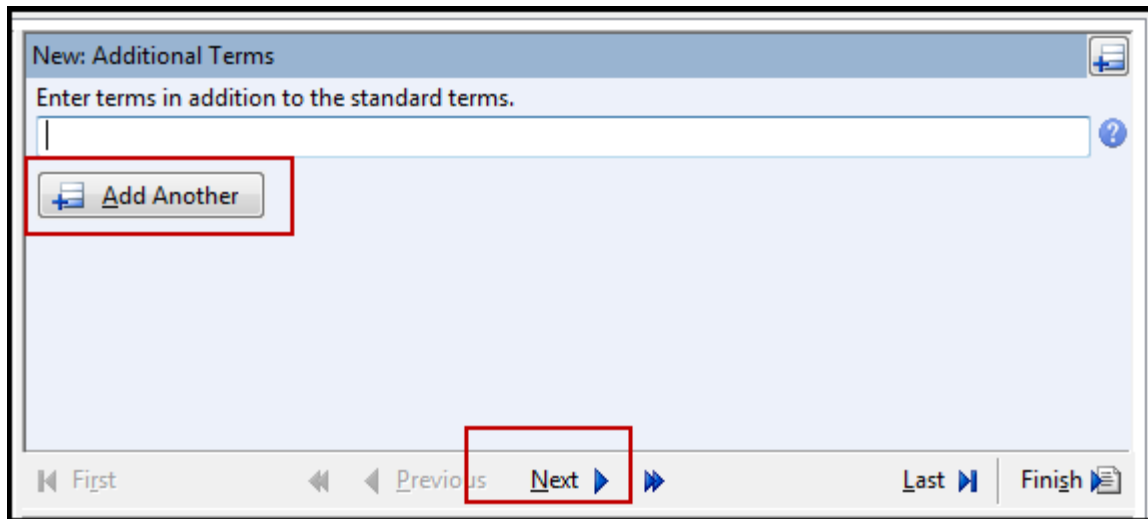 New: Additional Terms
Enter terms in addition to the standard terms.
?
Add Another
First Previous Next Last Finish